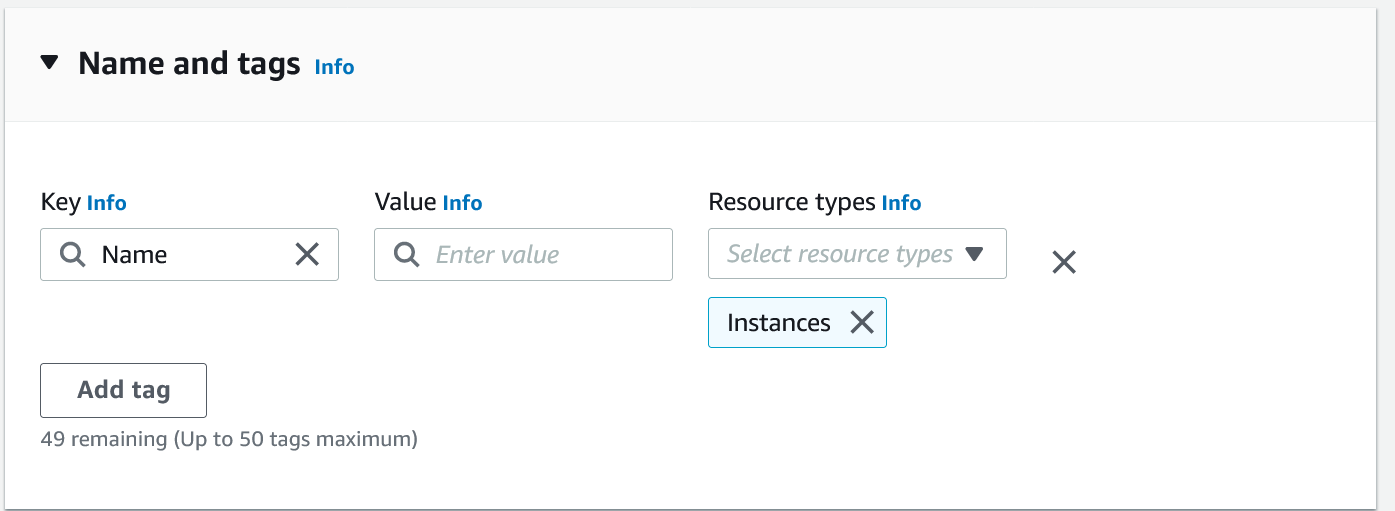 Name and tags Info
Key Info Value Info Resource types Info
Name Enter value Select resource types
Instances
Add tag
49 remaining (Up to 50 tags maximum)